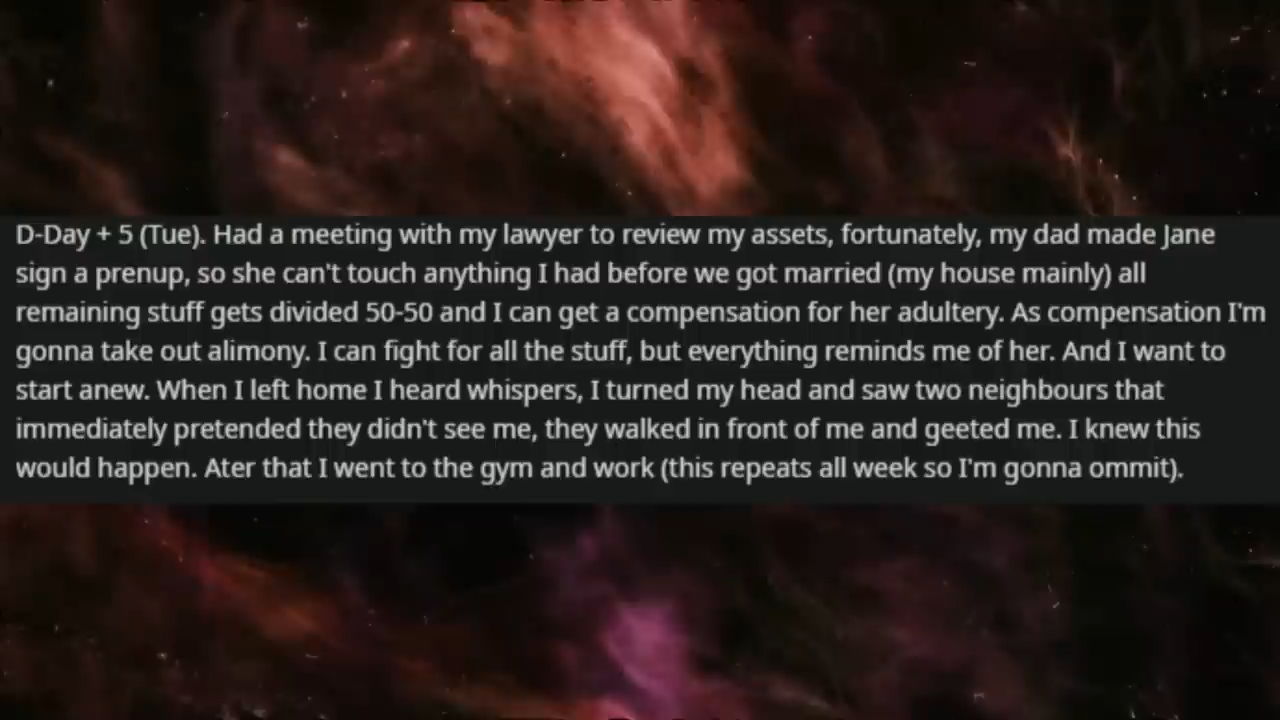 D-Day + 5 (Tue). Had a meeting with my lawyer to review my assets, fortunately, my dad made Jane
sign a prenup, so she can't touch anything I had before we got married (my house mainly) all
remaining stuff gets divided 50-50 and I can get a compensation for her adultery. As compensation I'm
gonna take out alimony. I can fight for all the stuff, but everything reminds me of her. And I want to
start anew. When I left home I heard whispers, I turned my head and saw two neighbours that
immediately pretended they didn't see me, they walked in front of me and geeted me. I knew this
would happen. Ater that I went to the gym and work (this repeats all week so I'm gonna ommit).